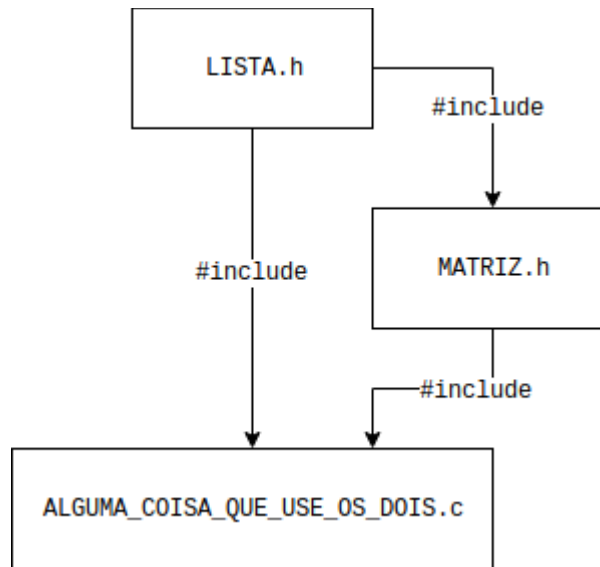 LISTA.h
#include
MATRIZ.h
#include
#include
ALGUMA_COISA_QUE_USE_OS_DOIS.c